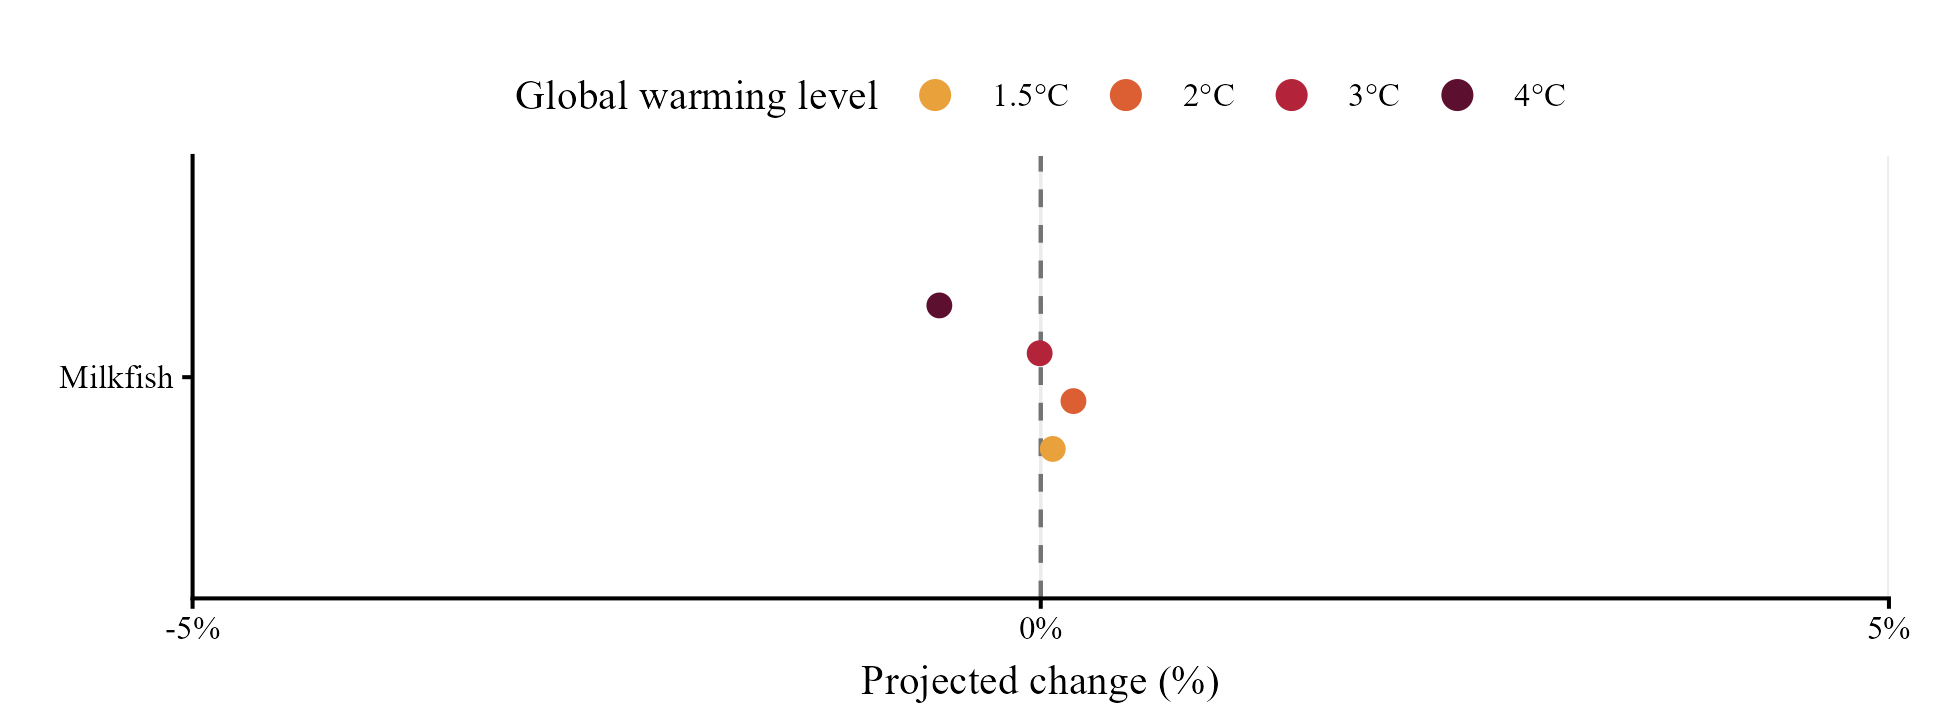 Global warming level 1.5°C 2°C 3°C 4°C
Milkfish
-5% 0% 5%
Projected change (%)